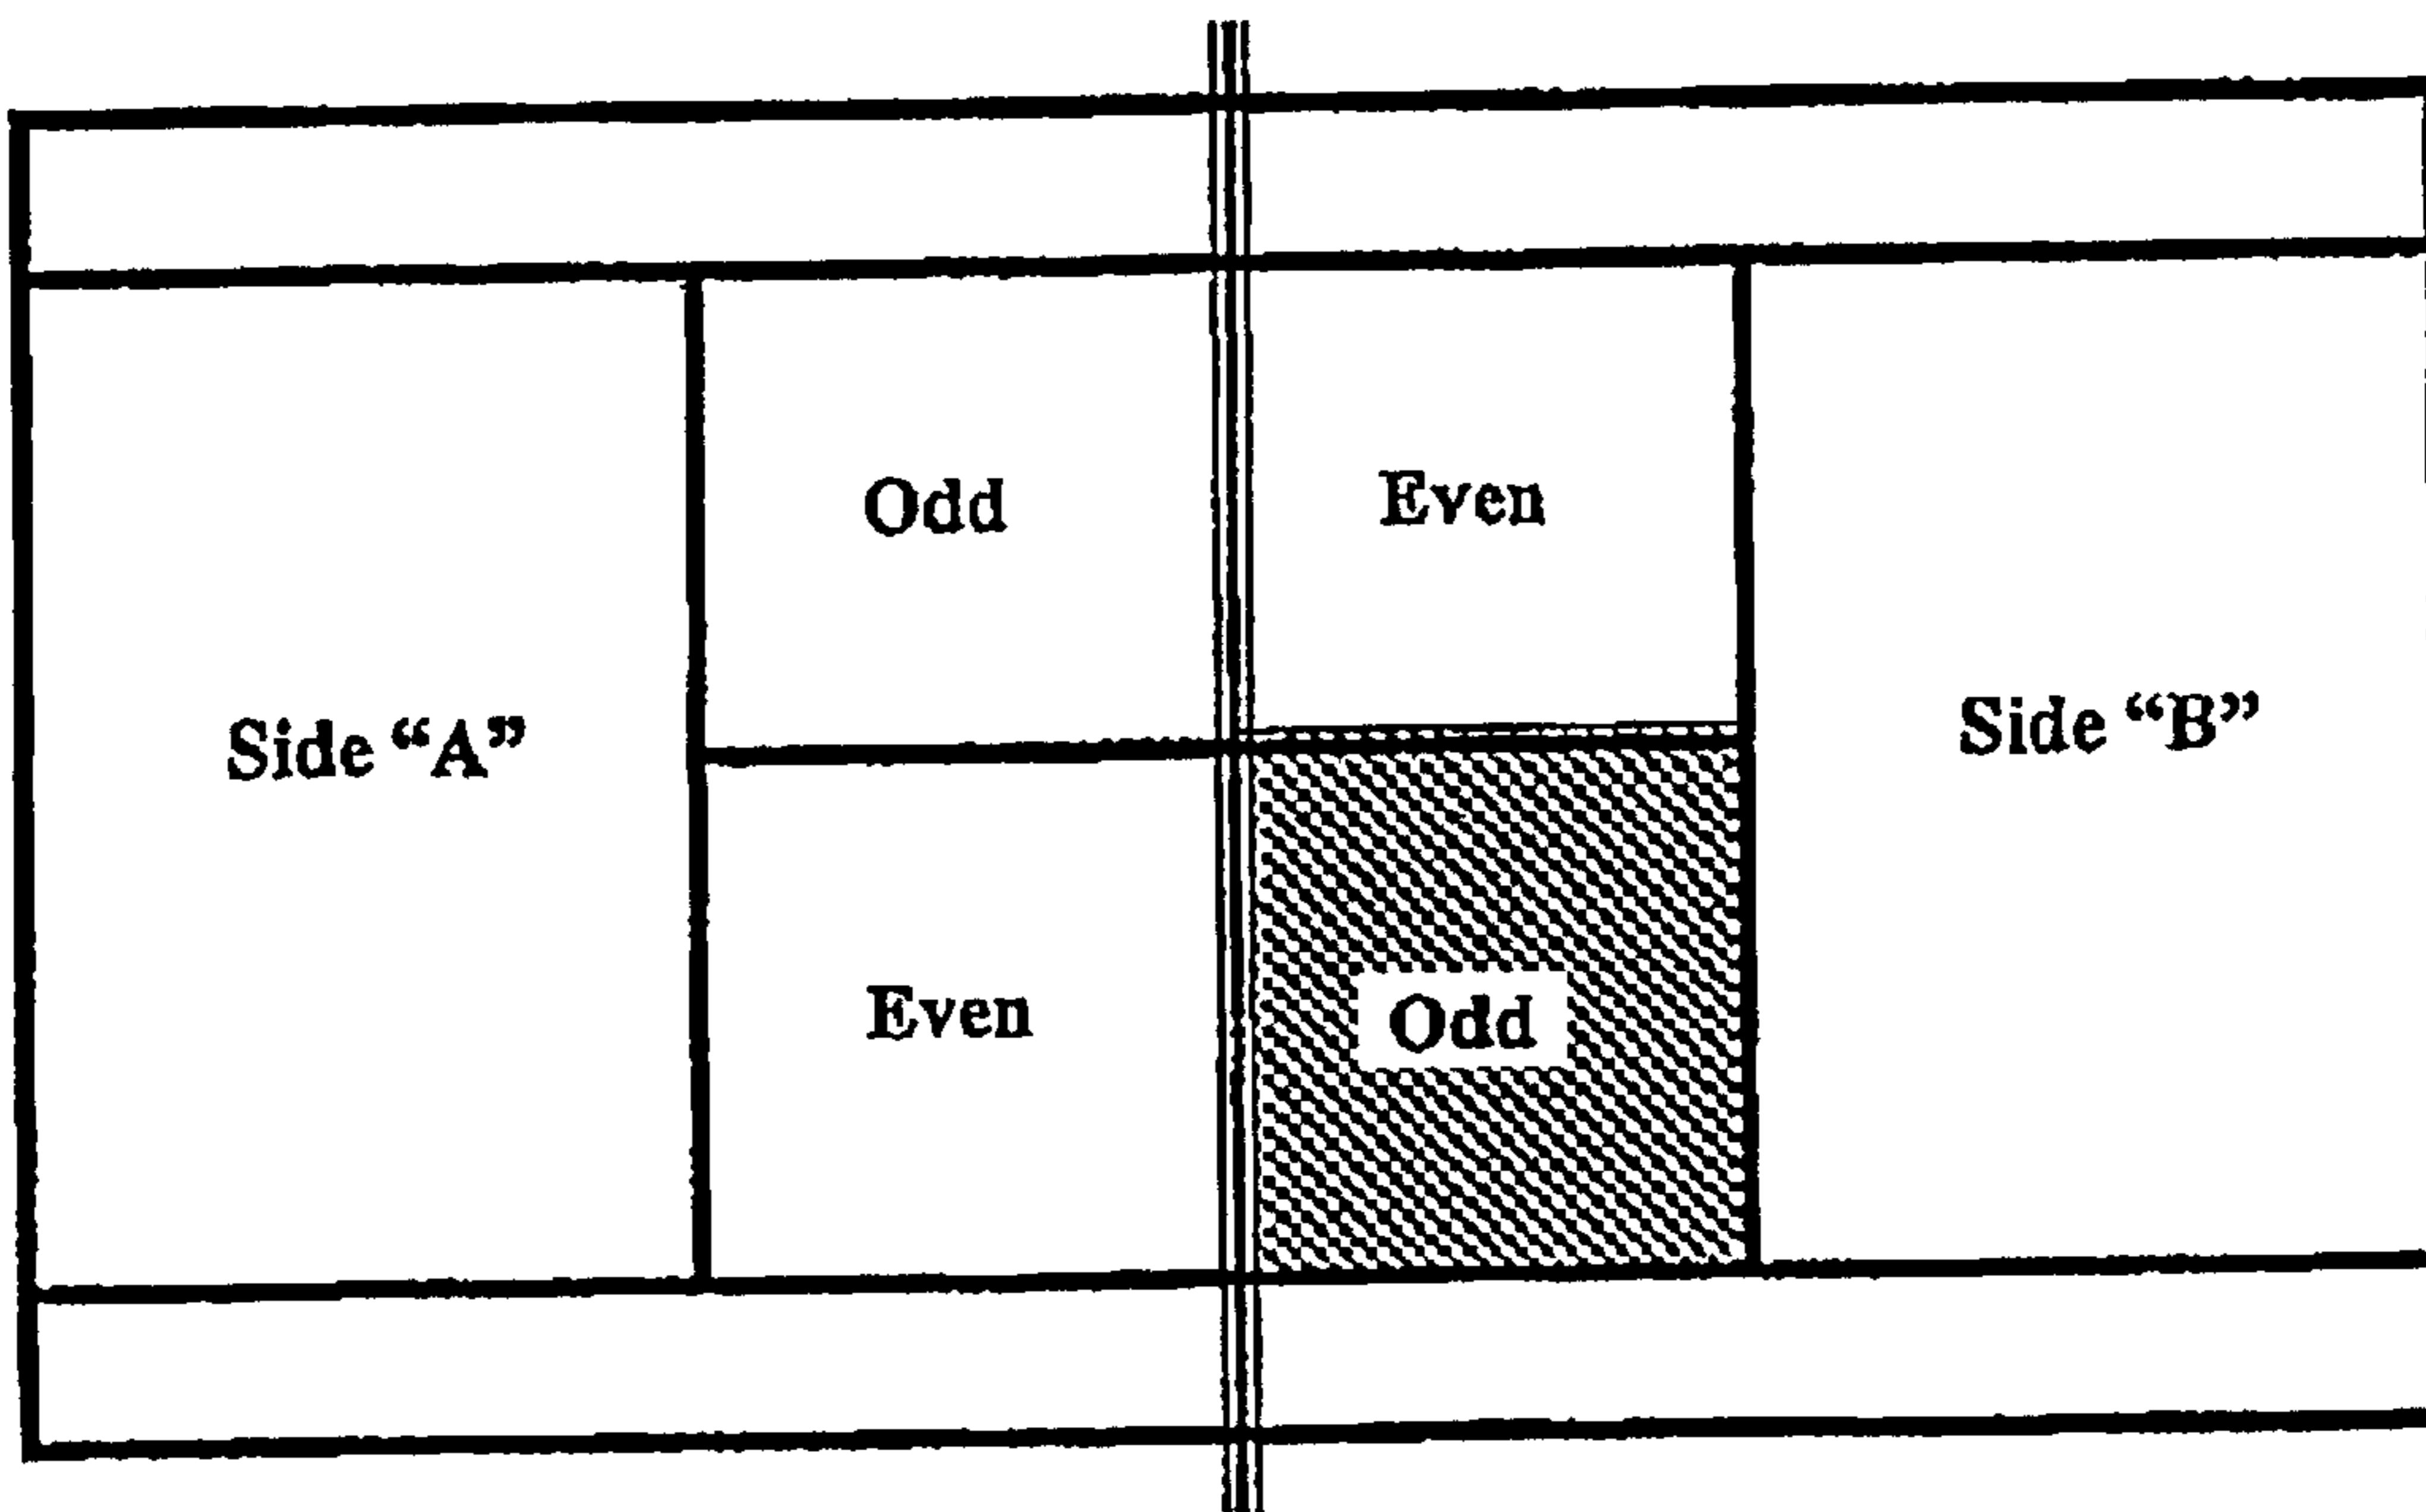 Odd
Even
Side “A”
Side “B”
Even
Odd